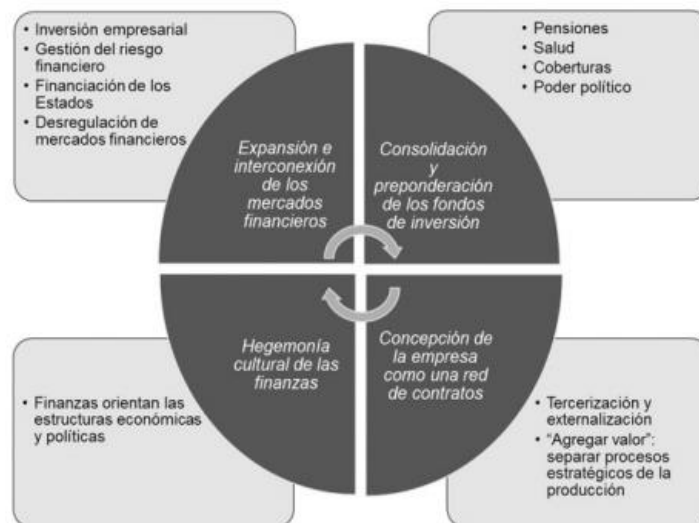 • Inversión empresarial
• Gestión del riesgo
financiero
• Financiación de los
Estados
• Desregulación de
mercados financieros
• Pensiones
• Salud
• Coberturas
• Poder político
Expansión e
interconexión
de los
mercados
financieros
Consolidación
y
preponderación
de los fondos
de inversión
Hegemonía
cultural de las
finanzas
Concepción de
la empresa
como una red
de contratos
• Finanzas orientan las
estructuras económicas
y políticas
• Tercerización y
externalización
• “Agregar valor”:
separar procesos
estratégicos de la
producción